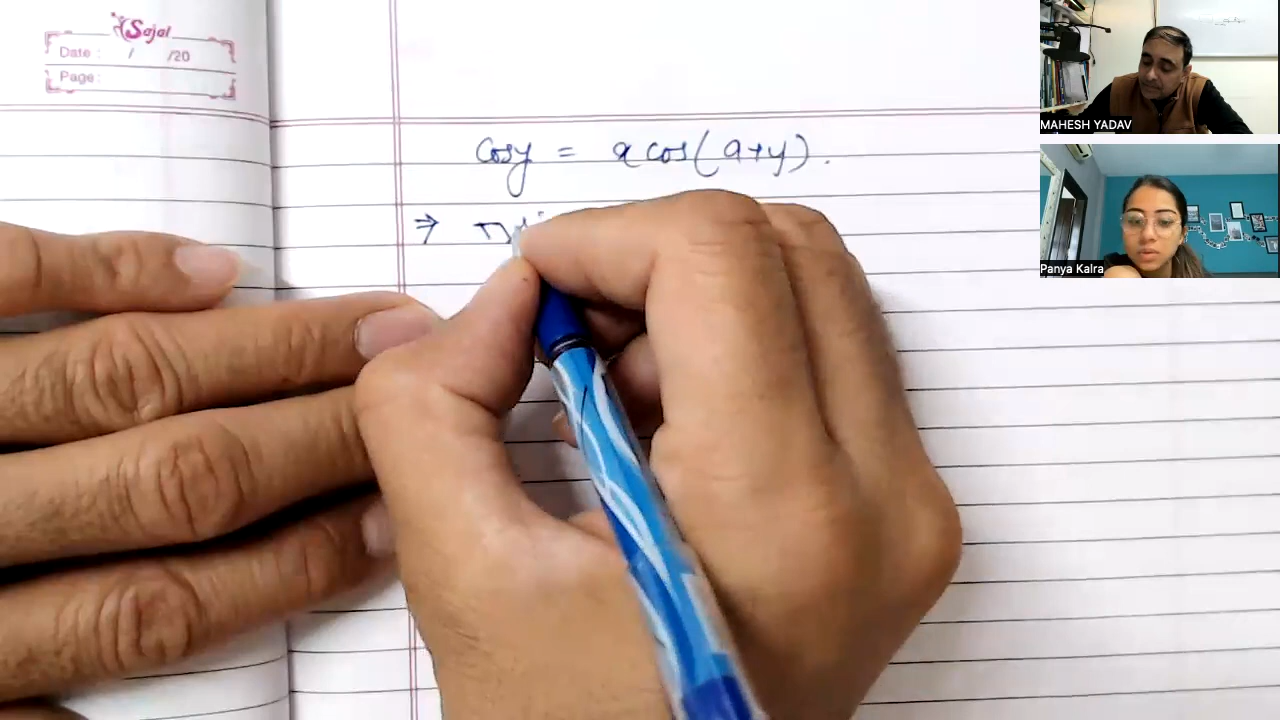 Sajal
Date : / /20
Page :
MAHESH YADAV
cosy = x cos(a+y).
⇒
Panya Kalra